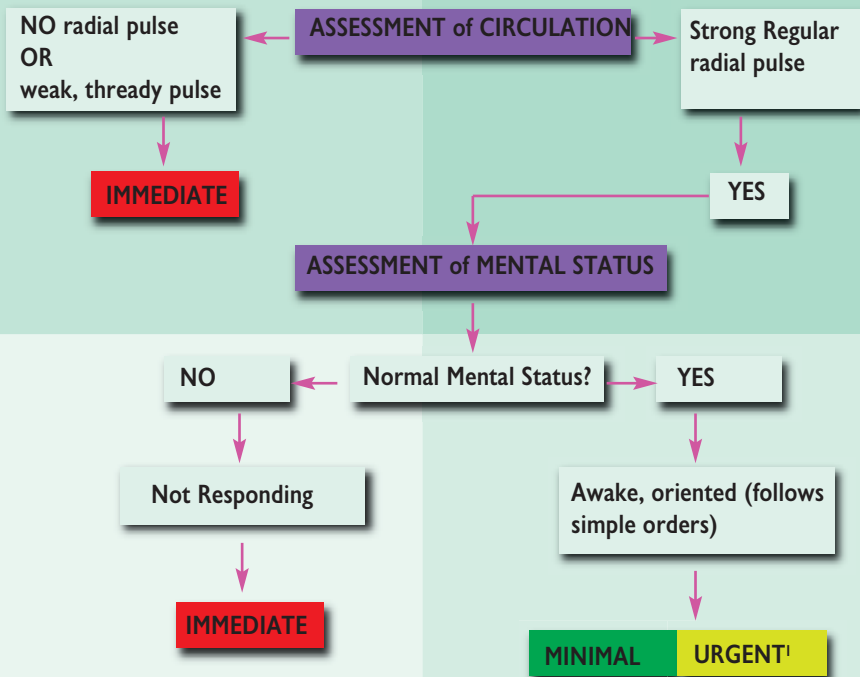 NO radial pulse
OR
weak, thready pulse
ASSESSMENT of CIRCULATION
Strong Regular
radial pulse
IMMEDIATE
YES
ASSESSMENT of MENTAL STATUS
NO
Normal Mental Status?
YES
Not Responding
Awake, oriented (follows
simple orders)
IMMEDIATE
MINIMAL
URGENT¹